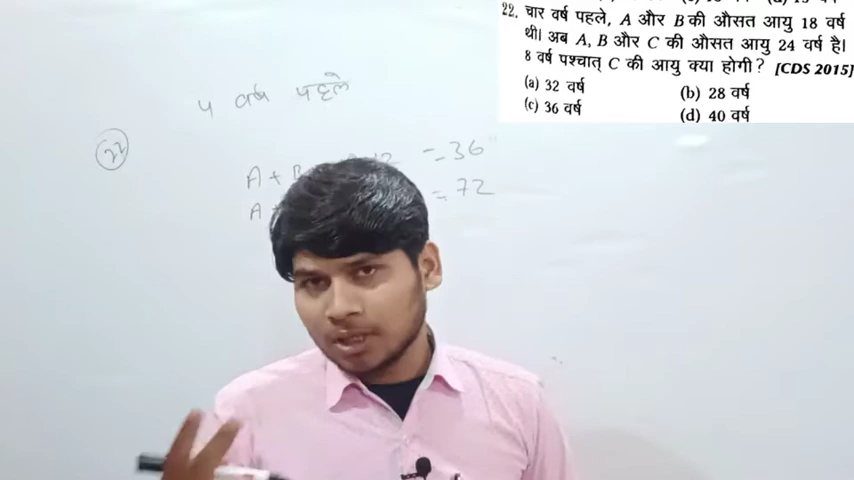 22. चार वर्ष पहले, A और B की औसत आयु 18 वर्ष
थी। अब A, B और C की औसत आयु 24 वर्ष है।
8 वर्ष पश्चात् C की आयु क्या होगी? [CDS 2015]
(a) 32 वर्ष (b) 28 वर्ष
(c) 36 वर्ष (d) 40 वर्ष
4 वर्ष पहले
22
A + B = 36
A = 72